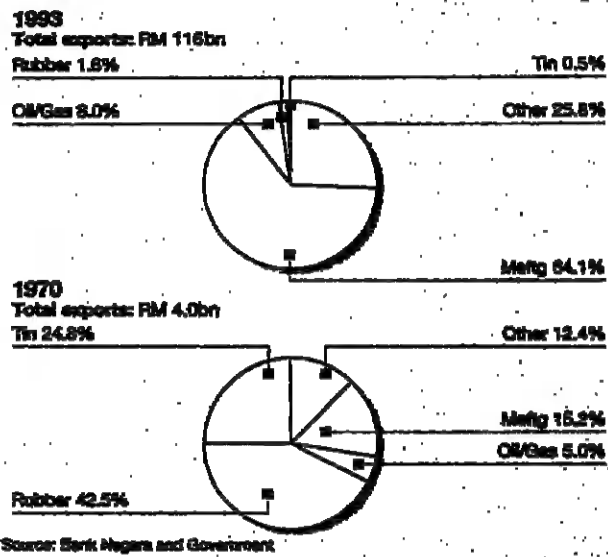 1993
Total exports: RM 116bn
Rubber 1.6%
Tin 0.5%
Oil/Gas 8.0%
Other 25.8%
Meftg 64.1%
1970
Total exports: RM 4.0bn
Tin 24.8%
Other 12.4%
Meftg 15.2%
Oil/Gas 5.0%
Rubber 42.5%
Source: Bank Negara and Government